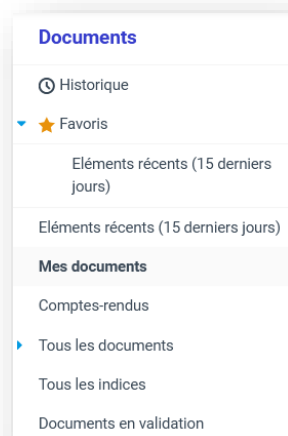 Documents
Historique
Favoris
Eléments récents (15 derniers
jours)
Eléments récents (15 derniers jours)
Mes documents
Comptes-rendus
Tous les documents
Tous les indices
Documents en validation